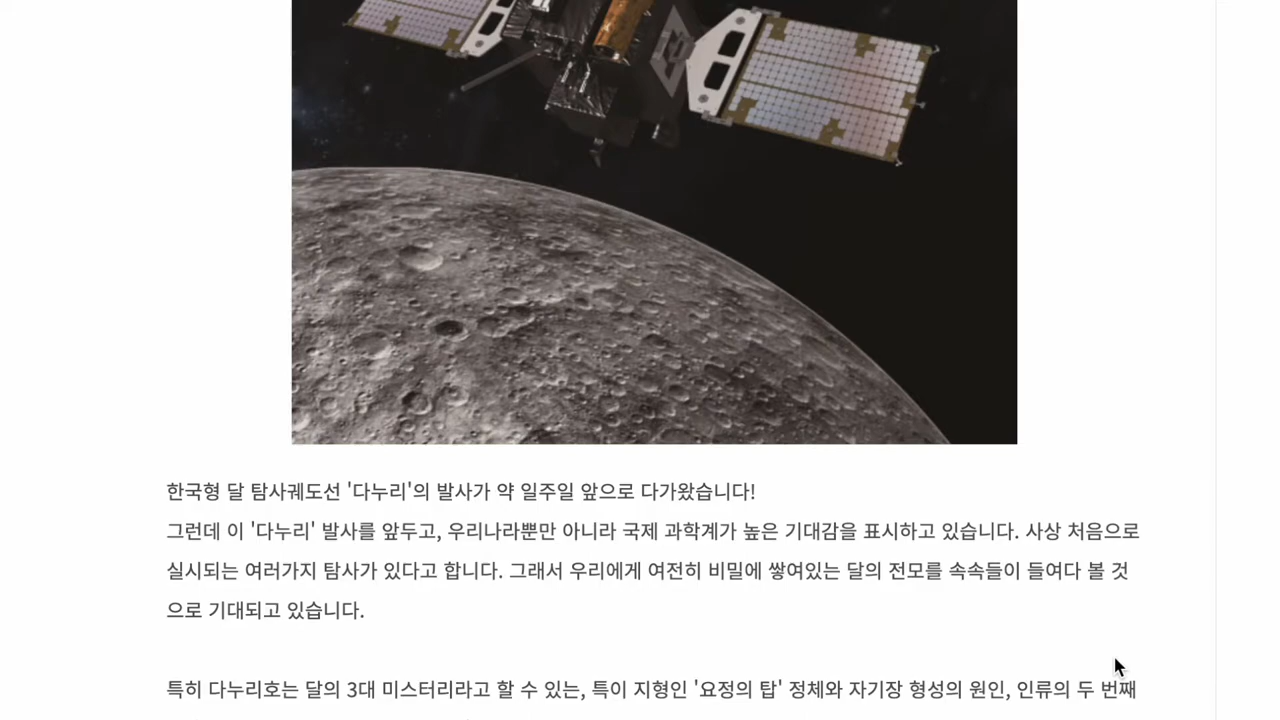 한국형 달 탐사궤도선 '다누리'의 발사가 약 일주일 앞으로 다가왔습니다!
그런데 이 '다누리' 발사를 앞두고, 우리나라뿐만 아니라 국제 과학계가 높은 기대감을 표시하고 있습니다. 사상 처음으로
실시되는 여러가지 탐사가 있다고 합니다. 그래서 우리에게 여전히 비밀에 쌓여있는 달의 전모를 속속들이 들여다 볼 것
으로 기대되고 있습니다.
특히 다누리호는 달의 3대 미스터리라고 할 수 있는, 특이 지형인 '요정의 탑' 정체와 자기장 형성의 원인, 인류의 두 번째